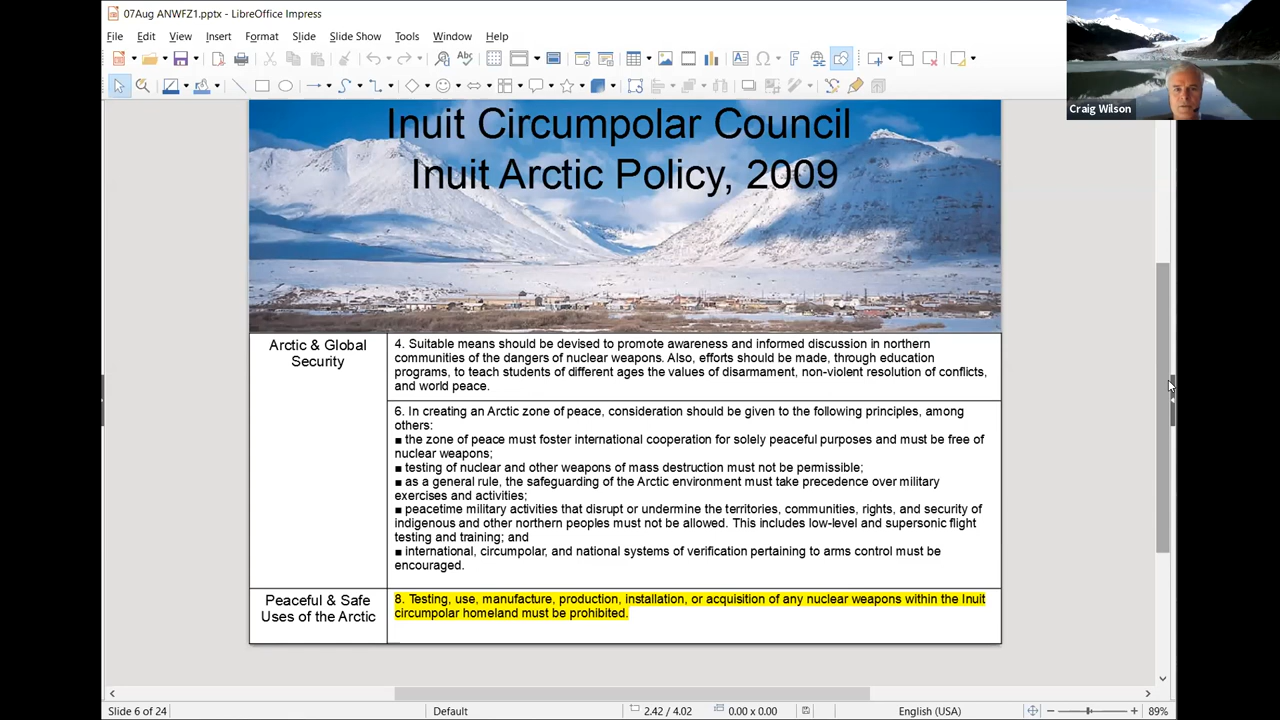 07Aug ANWFZ1.pptx - LibreOffice Impress
File Edit View Insert Format Slide Slide Show Tools Window Help
Craig Wilson
Inuit Circumpolar Council
Inuit Arctic Policy, 2009
Arctic & Global
Security
4. Suitable means should be devised to promote awareness and informed discussion in northern
communities of the dangers of nuclear weapons. Also, efforts should be made, through education
programs, to teach students of different ages the values of disarmament, non-violent resolution of conflicts,
and world peace.
6. In creating an Arctic zone of peace, consideration should be given to the following principles, among
others:
■ the zone of peace must foster international cooperation for solely peaceful purposes and must be free of
nuclear weapons;
■ testing of nuclear and other weapons of mass destruction must not be permissible;
■ as a general rule, the safeguarding of the Arctic environment must take precedence over military
exercises and activities;
■ peacetime military activities that disrupt or undermine the territories, communities, rights, and security of
indigenous and other northern peoples must not be allowed. This includes low-level and supersonic flight
testing and training; and
■ international, circumpolar, and national systems of verification pertaining to arms control must be
encouraged.
Peaceful & Safe
Uses of the Arctic
8. Testing, use, manufacture, production, installation, or acquisition of any nuclear weapons within the Inuit
circumpolar homeland must be prohibited.
Slide 6 of 24 Default 2.42 / 4.02 0.00 x 0.00 English (USA) 89%